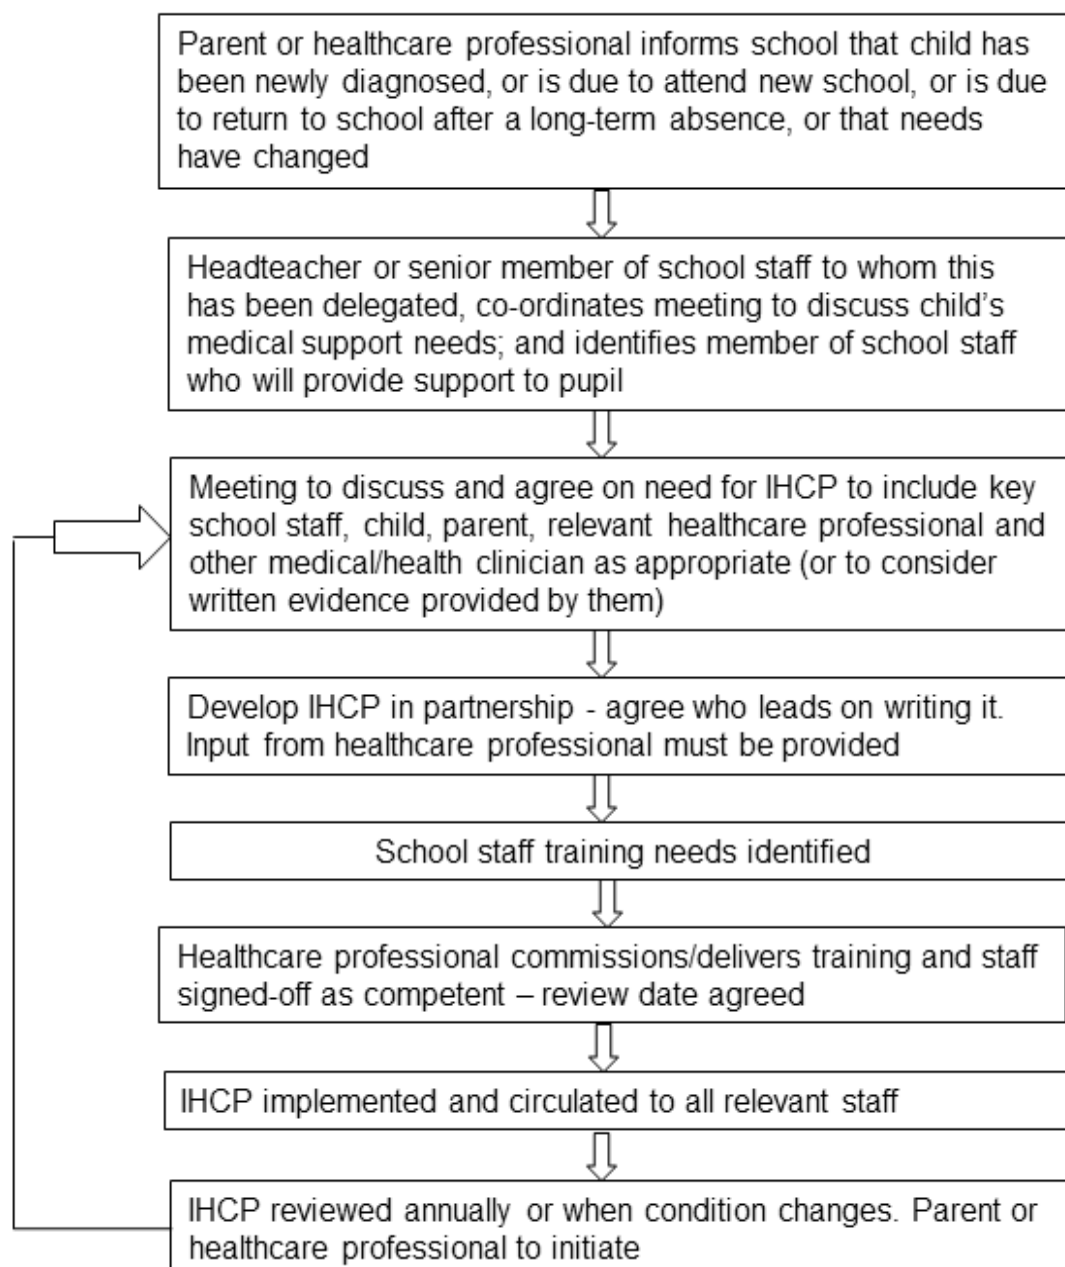 Parent or healthcare professional informs school that child has
been newly diagnosed, or is due to attend new school, or is due
to return to school after a long-term absence, or that needs
have changed
Headteacher or senior member of school staff to whom this
has been delegated, co-ordinates meeting to discuss child’s
medical support needs; and identifies member of school staff
who will provide support to pupil
Meeting to discuss and agree on need for IHCP to include key
school staff, child, parent, relevant healthcare professional and
other medical/health clinician as appropriate (or to consider
written evidence provided by them)
Develop IHCP in partnership - agree who leads on writing it.
Input from healthcare professional must be provided
School staff training needs identified
Healthcare professional commissions/delivers training and staff
signed-off as competent – review date agreed
IHCP implemented and circulated to all relevant staff
IHCP reviewed annually or when condition changes. Parent or
healthcare professional to initiate